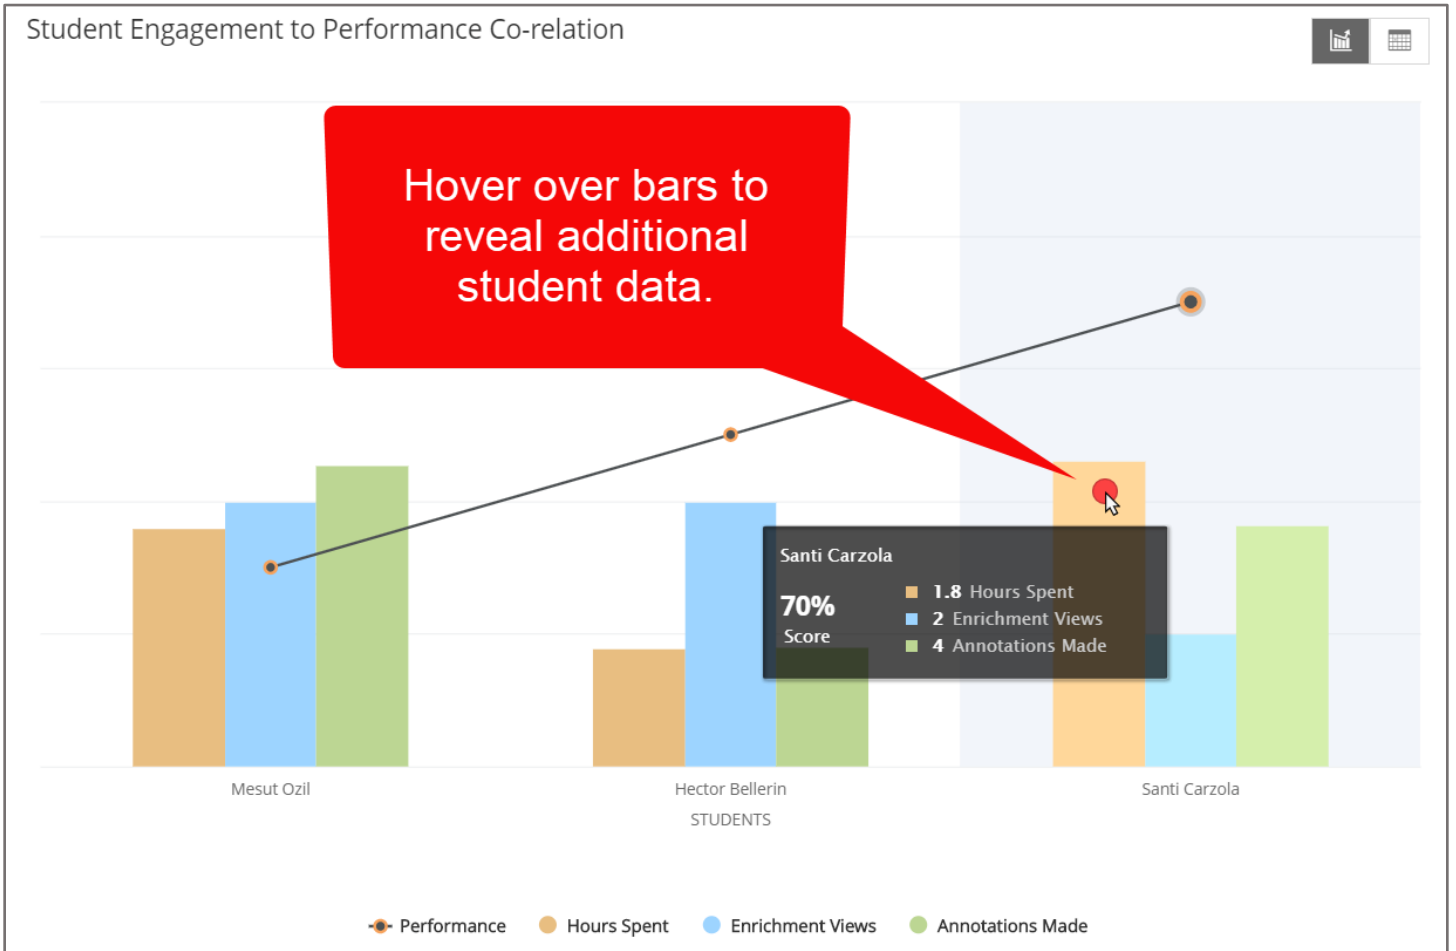 Student Engagement to Performance Co-relation
Hover over bars to
reveal additional
student data.
Santi Carzola
70%
Score
1.8 Hours Spent
2 Enrichment Views
4 Annotations Made
Mesut Ozil
Hector Bellerin
Santi Carzola
STUDENTS
Performance
Hours Spent
Enrichment Views
Annotations Made